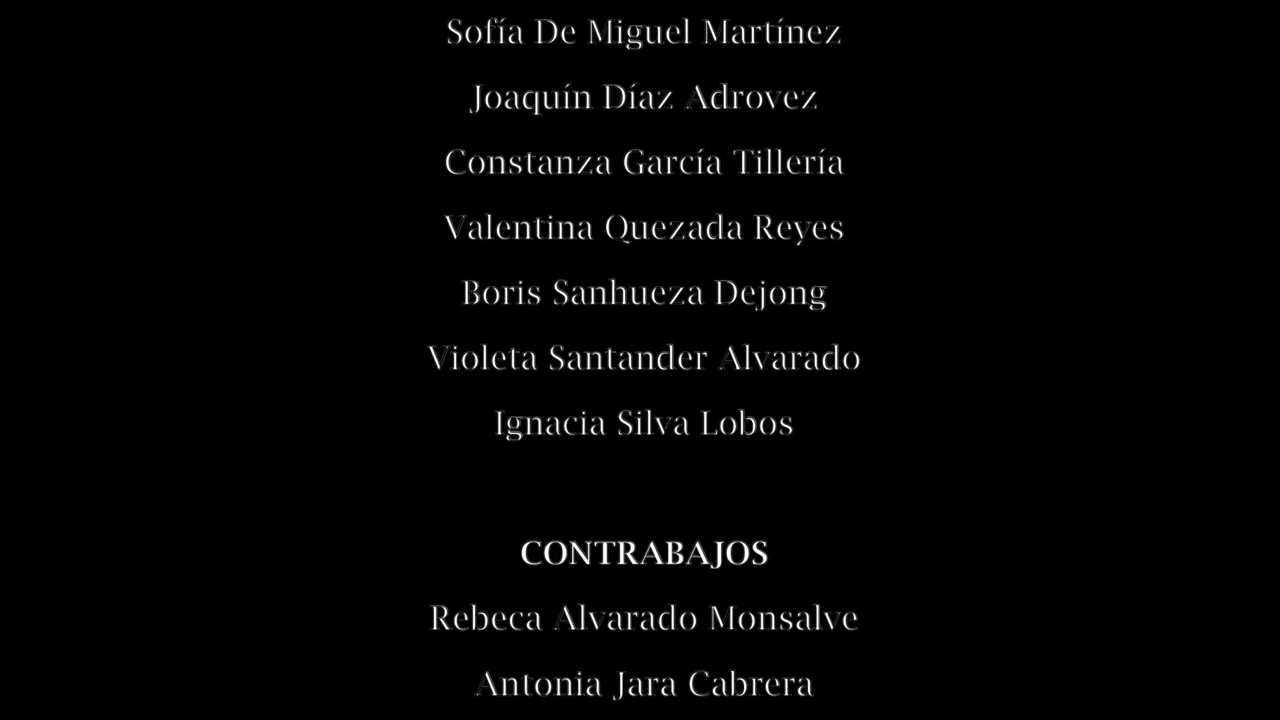 Sofía De Miguel Martínez
Joaquín Díaz Adrovez
Constanza García Tillería
Valentina Quezada Reyes
Boris Sanhueza Dejong
Violeta Santander Alvarado
Ignacia Silva Lobos
CONTRABAJOS
Rebeca Alvarado Monsalve
Antonia Jara Cabrera